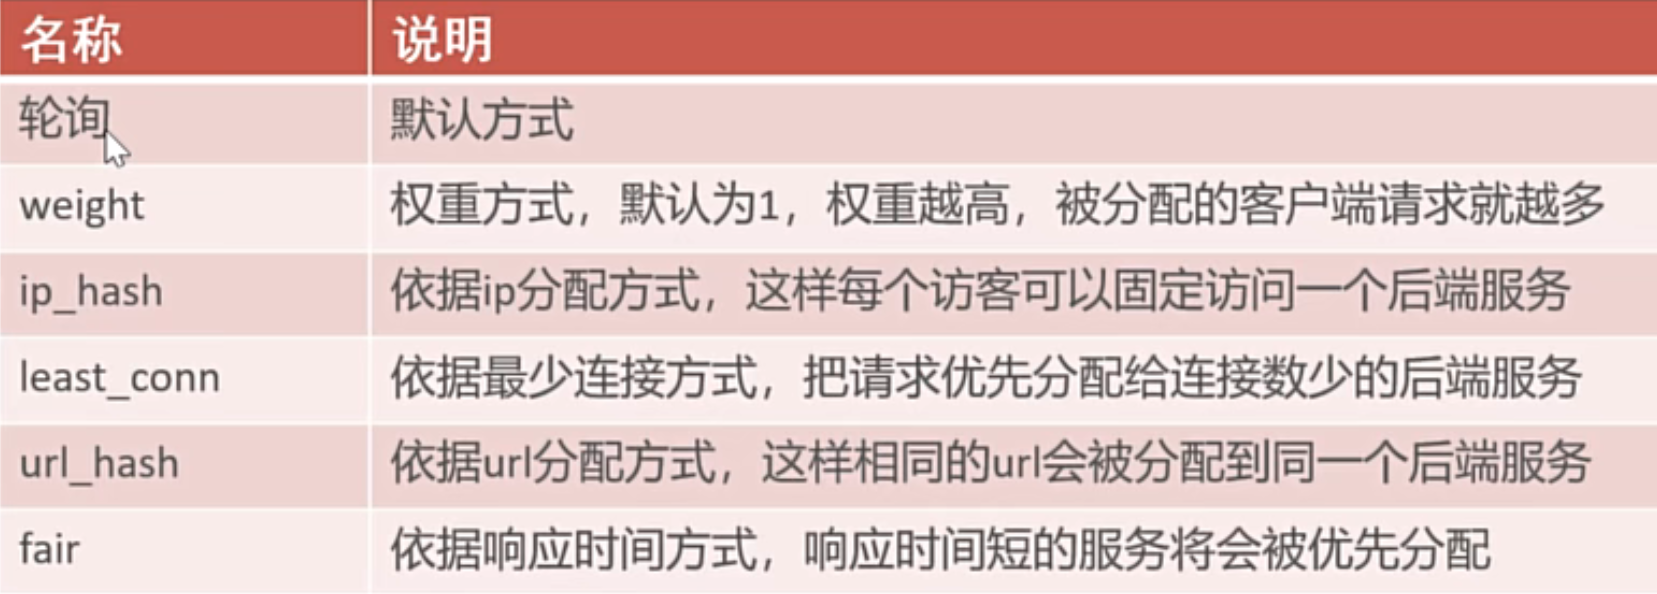 名称 说明
轮询 默认方式
weight 权重方式，默认为1，权重越高，被分配的客户端请求就越多
ip_hash 依据ip分配方式，这样每个访客可以固定访问一个后端服务
least_conn 依据最少连接方式，把请求优先分配给连接数少的后端服务
url_hash 依据url分配方式，这样相同的url会被分配到同一个后端服务
fair 依据响应时间方式，响应时间短的服务将会被优先分配